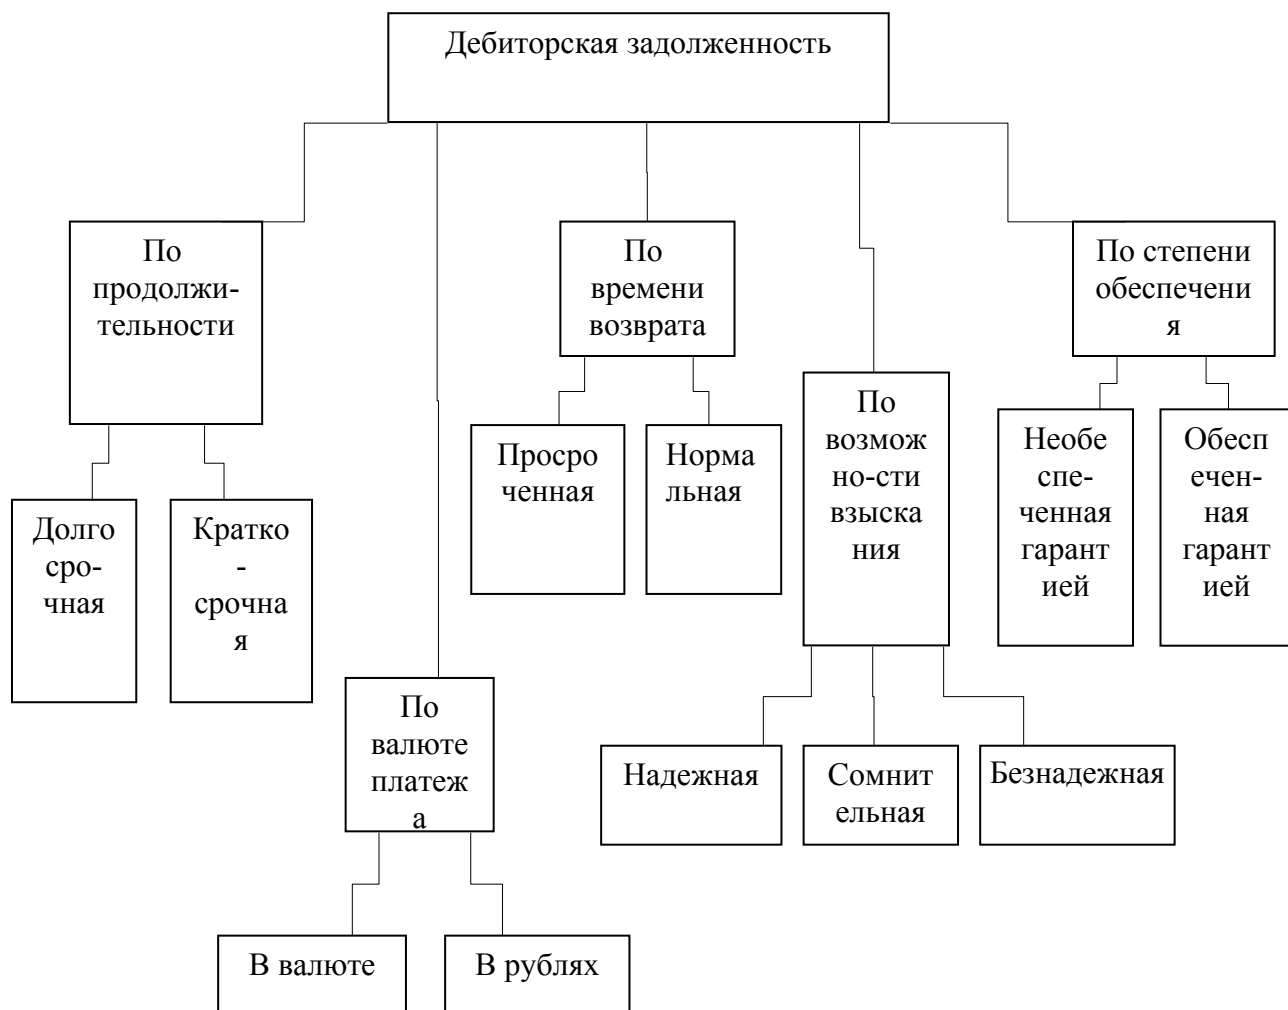 Дебиторская задолженность
По
продолжи-
тельности
По
времени
возврата
По степени
обеспечени
я
По
возмож
но-сти
взыска
ния
Просро
ченная
Норма
льная
Необе
спе-
ченная
гарант
ией
Обесп
ечен-
ная
гарант
ией
Долго
сро-
чная
Кратко
-
срочна
я
По
валюте
платеж
а
Надежная
Сомнит
ельная
Безнадежная
В валюте
В рублях